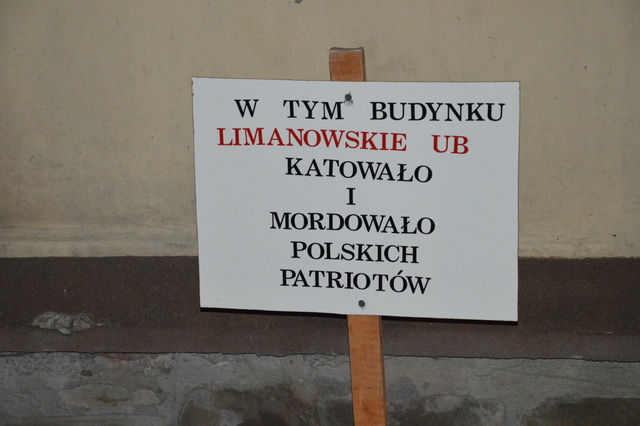 W TYM BUDYNKU
LIMANOWSKIE UB
KATOWAŁO
I
MORDOWAŁO
POLSKICH
PATRIOTÓW